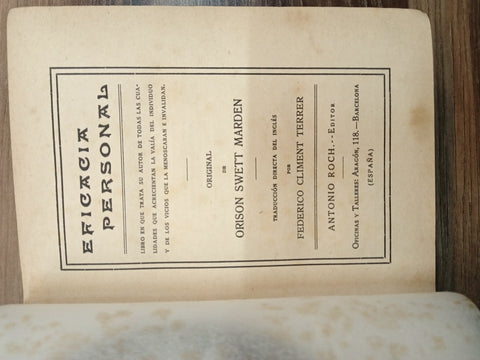 EFICACIA
PERSONAL
LIBRO EN QUE TRATA SU AUTOR DE TODAS LAS CUA-
LIDADES QUE ACRECIENTAN LA VALÍA DEL INDIVIDUO
Y DE LOS VICIOS QUE LA MENOSCABAN E INVALIDAN.
ORIGINAL
DE
ORISON SWETT MARDEN
TRADUCCIÓN DIRECTA DEL INGLÉS
POR
FEDERICO CLIMENT TERRER
ANTONIO ROCH.--EDITOR
OFICINAS Y TALLERES: ARAGÓN, 118.—BARCELONA
(ESPAÑA)